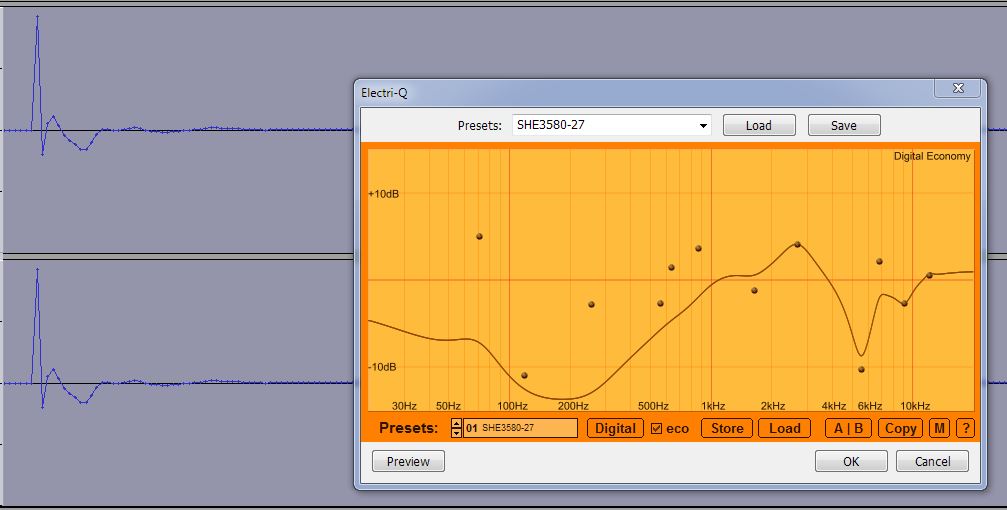 Electri-Q
Presets: SHE3580-27 Load Save
Digital Economy
+10dB
-10dB
30Hz 50Hz 100Hz 200Hz 500Hz 1kHz 2kHz 4kHz 6kHz 10kHz
Presets: 01 SHE3580-27 Digital eco Store Load A | B Copy M ?
Preview OK Cancel